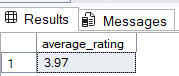 Results Messages
average_rating
1 3.97